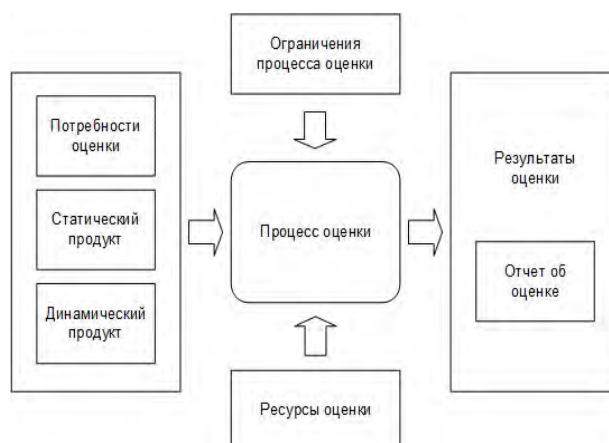 Ограничения
процесса оценки
Потребности
оценки
Статический
продукт
Динамический
продукт
Процесс оценки
Результаты
оценки
Отчет об
оценке
Ресурсы оценки